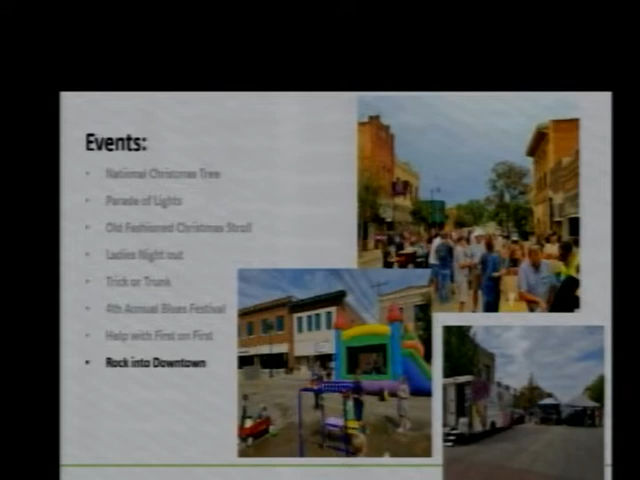 Events:
National Christmas Tree
Parade of Lights
Old Fashioned Christmas Stroll
Ladies Night out
Trick or Trunk
4th Annual Blues Festival
Help with First on First
Rock into Downtown